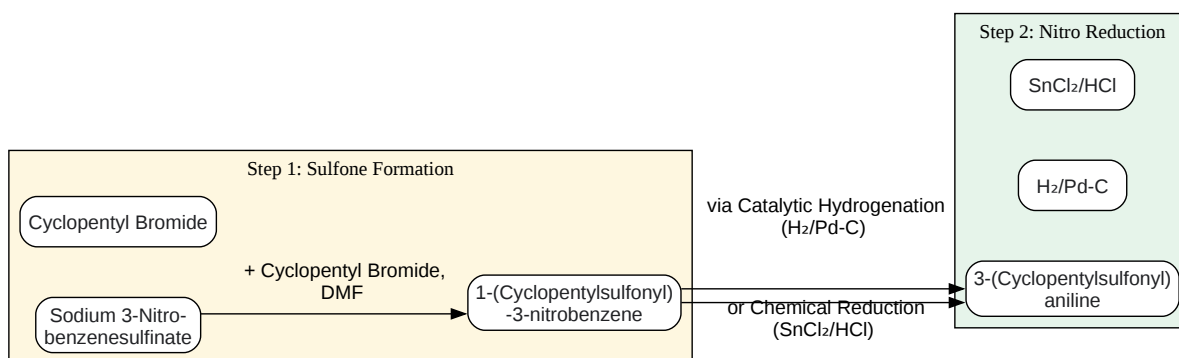 Step 2: Nitro Reduction
SnCl₂/HCl
Step 1: Sulfone Formation
H₂/Pd-C
Cyclopentyl Bromide
via Catalytic Hydrogenation
(H₂/Pd-C)
+ Cyclopentyl Bromide,
DMF
Sodium 3-Nitro-
benzenesulfinate
1-(Cyclopentylsulfonyl)
-3-nitrobenzene
or Chemical Reduction
(SnCl₂/HCl)
3-(Cyclopentylsulfonyl)
aniline